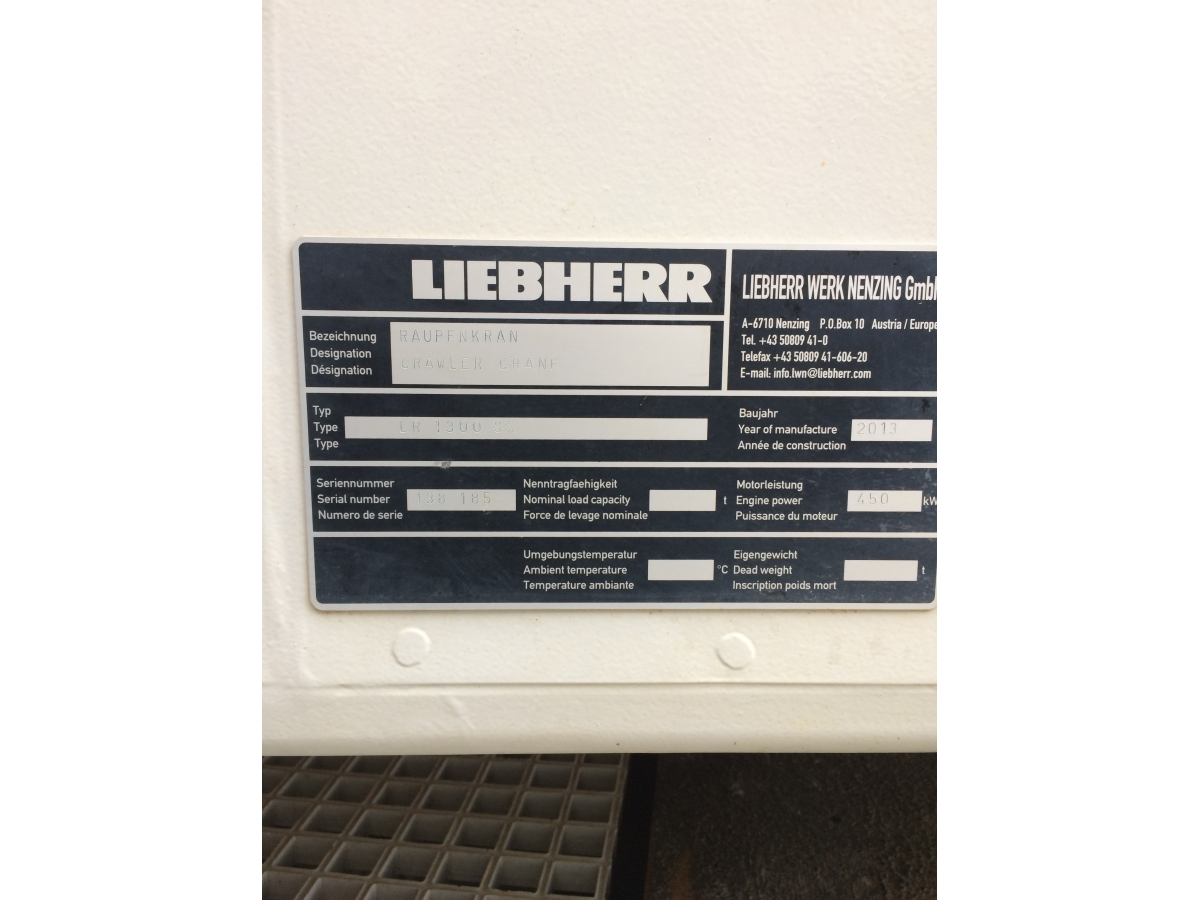 LIEBHERR
LIEBHERR WERK NENZING GmbH
A-6710 Nenzing P.O.Box 10 Austria / Europe
Tel. +43 50809 41-0
Telefax +43 50809 41-606-20
E-mail: info.lwn@liebherr.com
Bezeichnung RAUPENKRAN
Designation
Désignation CRAWLER CRANE
Typ
Type LR 1300
Type
Baujahr
Year of manufacture 2013
Année de construction
Seriennummer
Serial number 138 185
Numero de serie
Nenntragfaehigkeit
Nominal load capacity t
Force de levage nominale
Motorleistung
Engine power 450 kW
Puissance du moteur
Umgebungstemperatur
Ambient temperature °C
Temperature ambiante
Eigengewicht
Dead weight t
Inscription poids mort